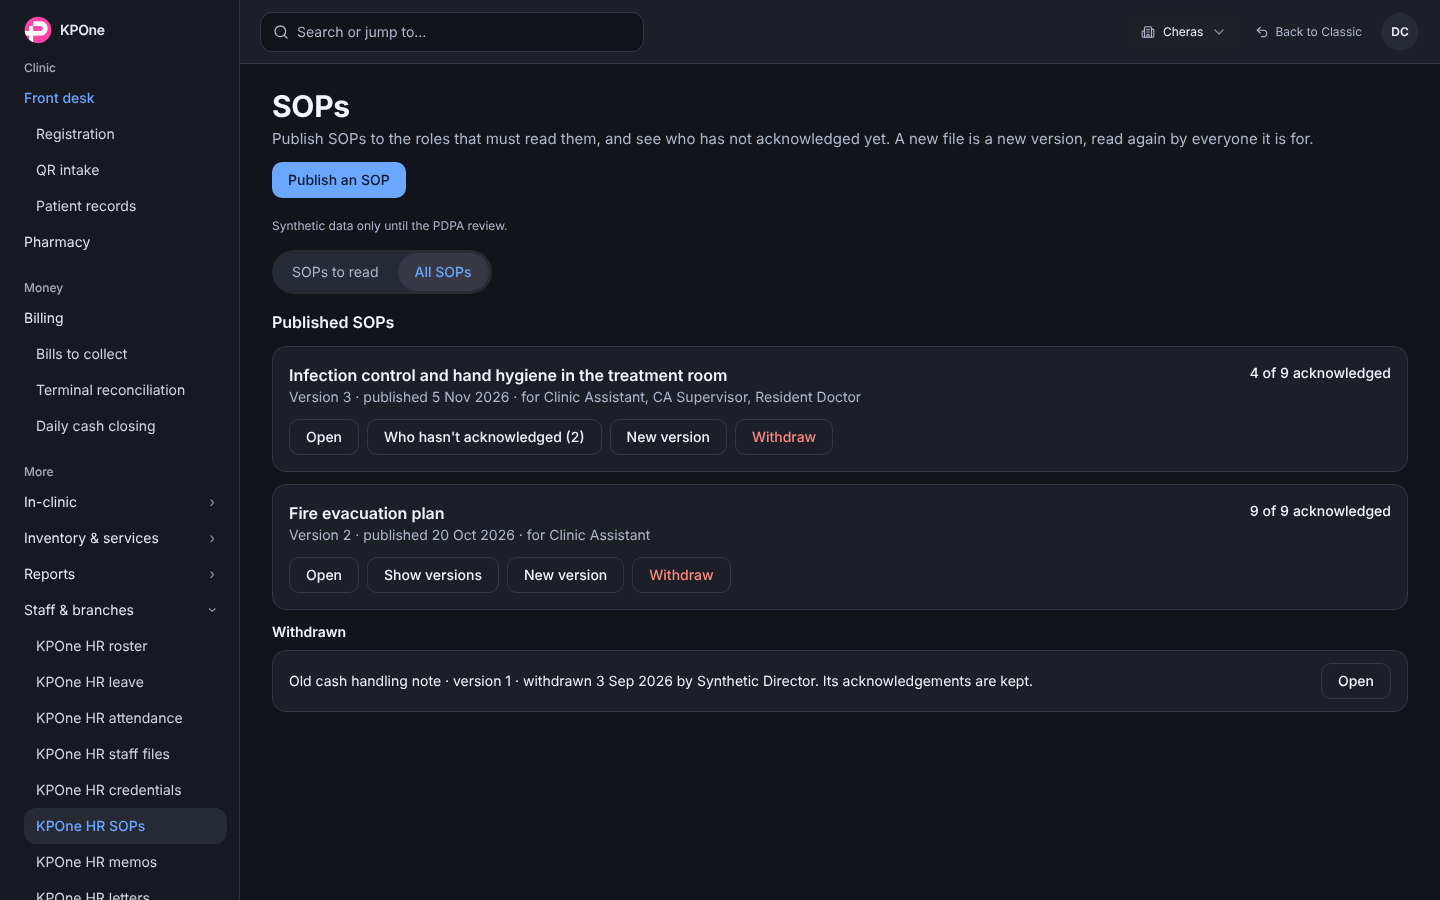 KPOne
Clinic
Front desk
Registration
QR intake
Patient records
Pharmacy
Money
Billing
Bills to collect
Terminal reconciliation
Daily cash closing
More
In-clinic
Inventory & services
Reports
Staff & branches
KPOne HR roster
KPOne HR leave
KPOne HR attendance
KPOne HR staff files
KPOne HR credentials
KPOne HR SOPs
KPOne HR memos
KPOne HR letters
Search or jump to...
Cheras
Back to Classic
DC
SOPs
Publish SOPs to the roles that must read them, and see who has not acknowledged yet. A new file is a new version, read again by everyone it is for.
Publish an SOP
Synthetic data only until the PDPA review.
SOPs to read All SOPs
Published SOPs
Infection control and hand hygiene in the treatment room
4 of 9 acknowledged
Version 3 · published 5 Nov 2026 · for Clinic Assistant, CA Supervisor, Resident Doctor
Open Who hasn't acknowledged (2) New version Withdraw
Fire evacuation plan
9 of 9 acknowledged
Version 2 · published 20 Oct 2026 · for Clinic Assistant
Open Show versions New version Withdraw
Withdrawn
Old cash handling note · version 1 · withdrawn 3 Sep 2026 by Synthetic Director. Its acknowledgements are kept.
Open